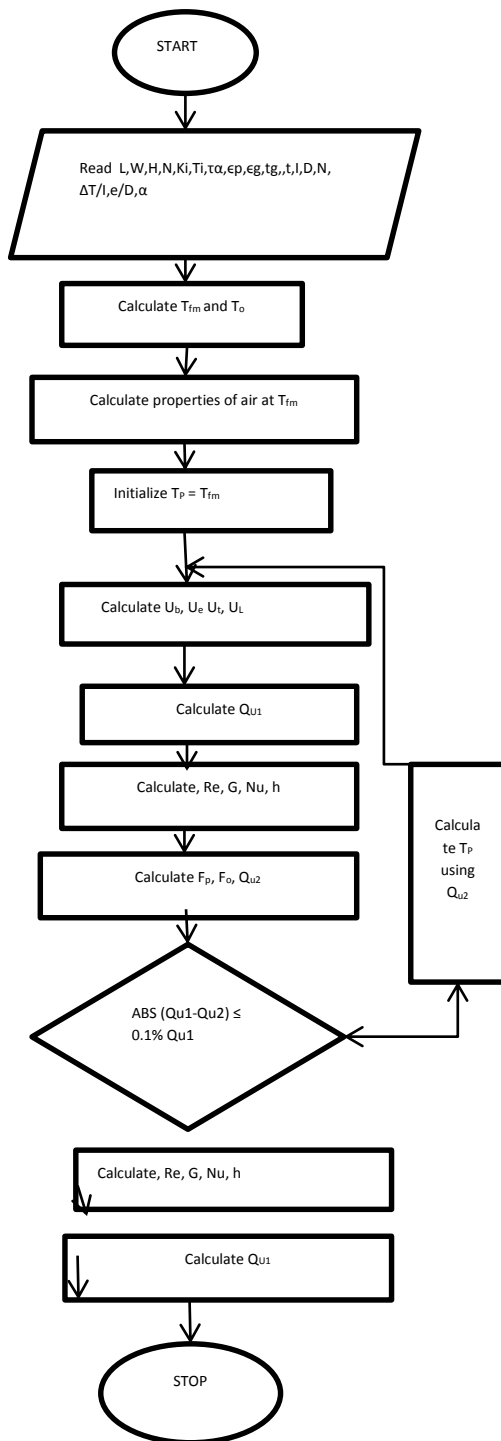 START
Read L,W,H,N,Ki,Ti,τα,ϵp,ϵg,tg,,t,I,D,N,
ΔT/I,e/D,α
Calculate Tfm and To
Calculate properties of air at Tfm
Initialize TP = Tfm
Calculate Ub, Ue Ut, UL
Calculate QU1
Calculate, Re, G, Nu, h
Calculate Fp, Fo, Qu2
Calcula
te TP
using
Qu2
ABS (Qu1-Qu2) ≤
0.1% Qu1
Calculate, Re, G, Nu, h
Calculate QU1
STOP